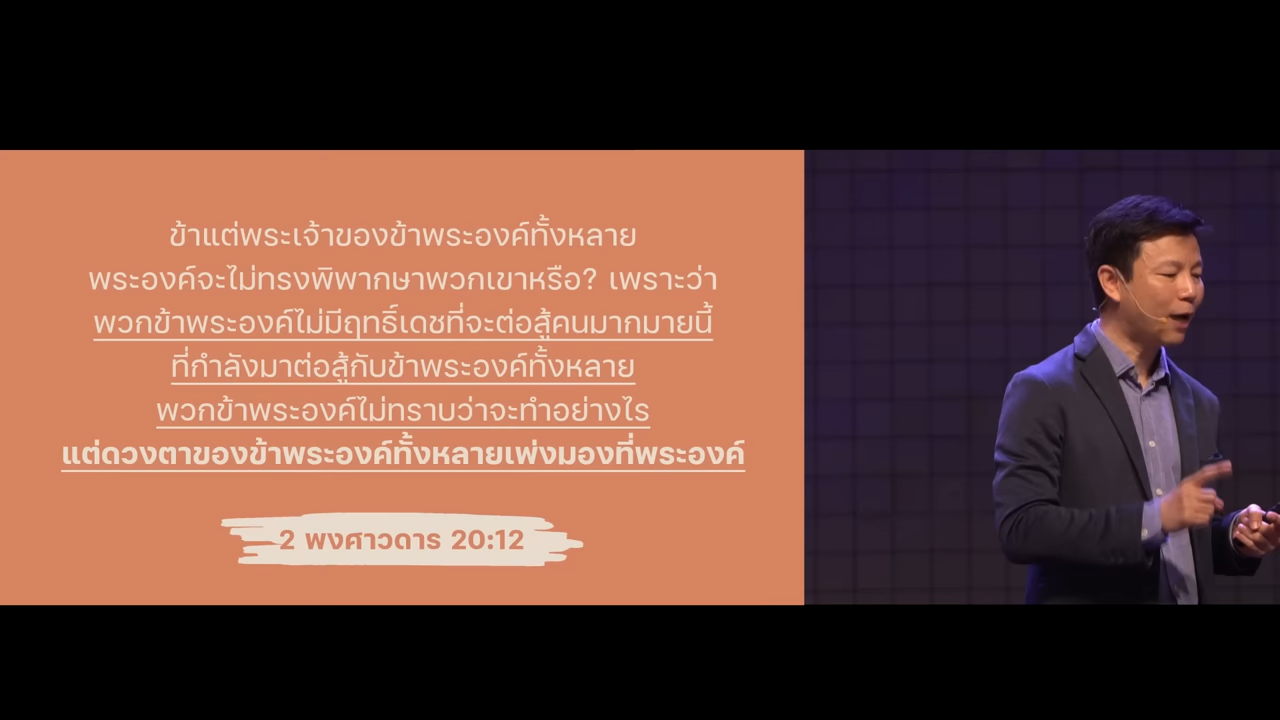 ข้าแต่พระเจ้าของข้าพระองค์ทั้งหลาย
พระองค์จะไม่ทรงพิพากษาพวกเขาหรือ? เพราะว่า
พวกข้าพระองค์ไม่มีฤทธิ์เดชที่จะต่อสู้คนมากมายนี้
ที่กำลังมาต่อสู้กับข้าพระองค์ทั้งหลาย
พวกข้าพระองค์ไม่ทราบว่าจะทำอย่างไร
แต่ดวงตาของข้าพระองค์ทั้งหลายเพ่งมองที่พระองค์
2 พงศาวดาร 20:12